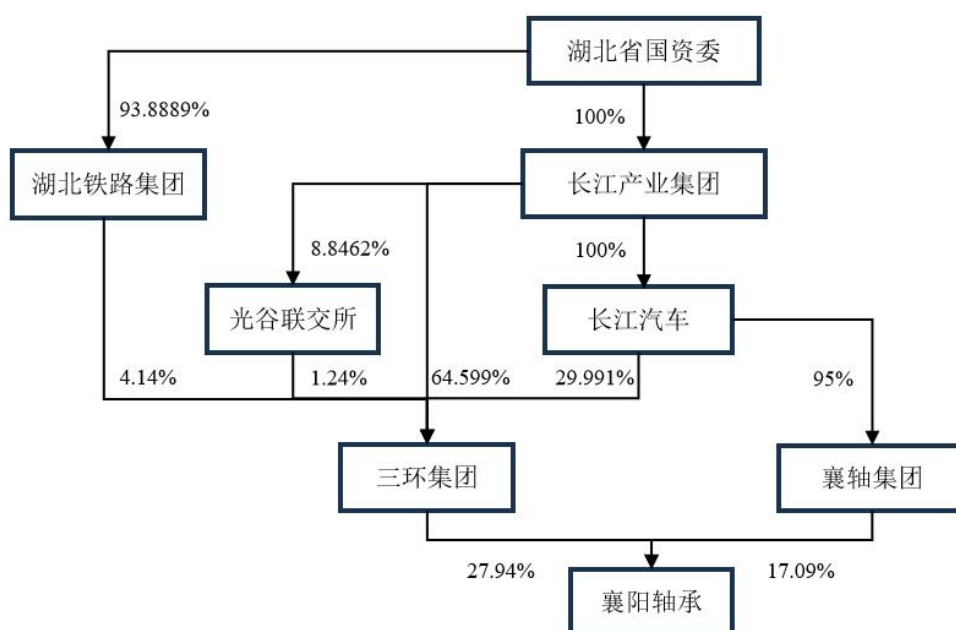 湖北省国资委
93.8889%
100%
湖北铁路集团
长江产业集团
8.8462%
100%
光谷联交所
长江汽车
4.14%
1.24%
64.599%
29.991%
95%
三环集团
襄轴集团
27.94%
17.09%
襄阳轴承